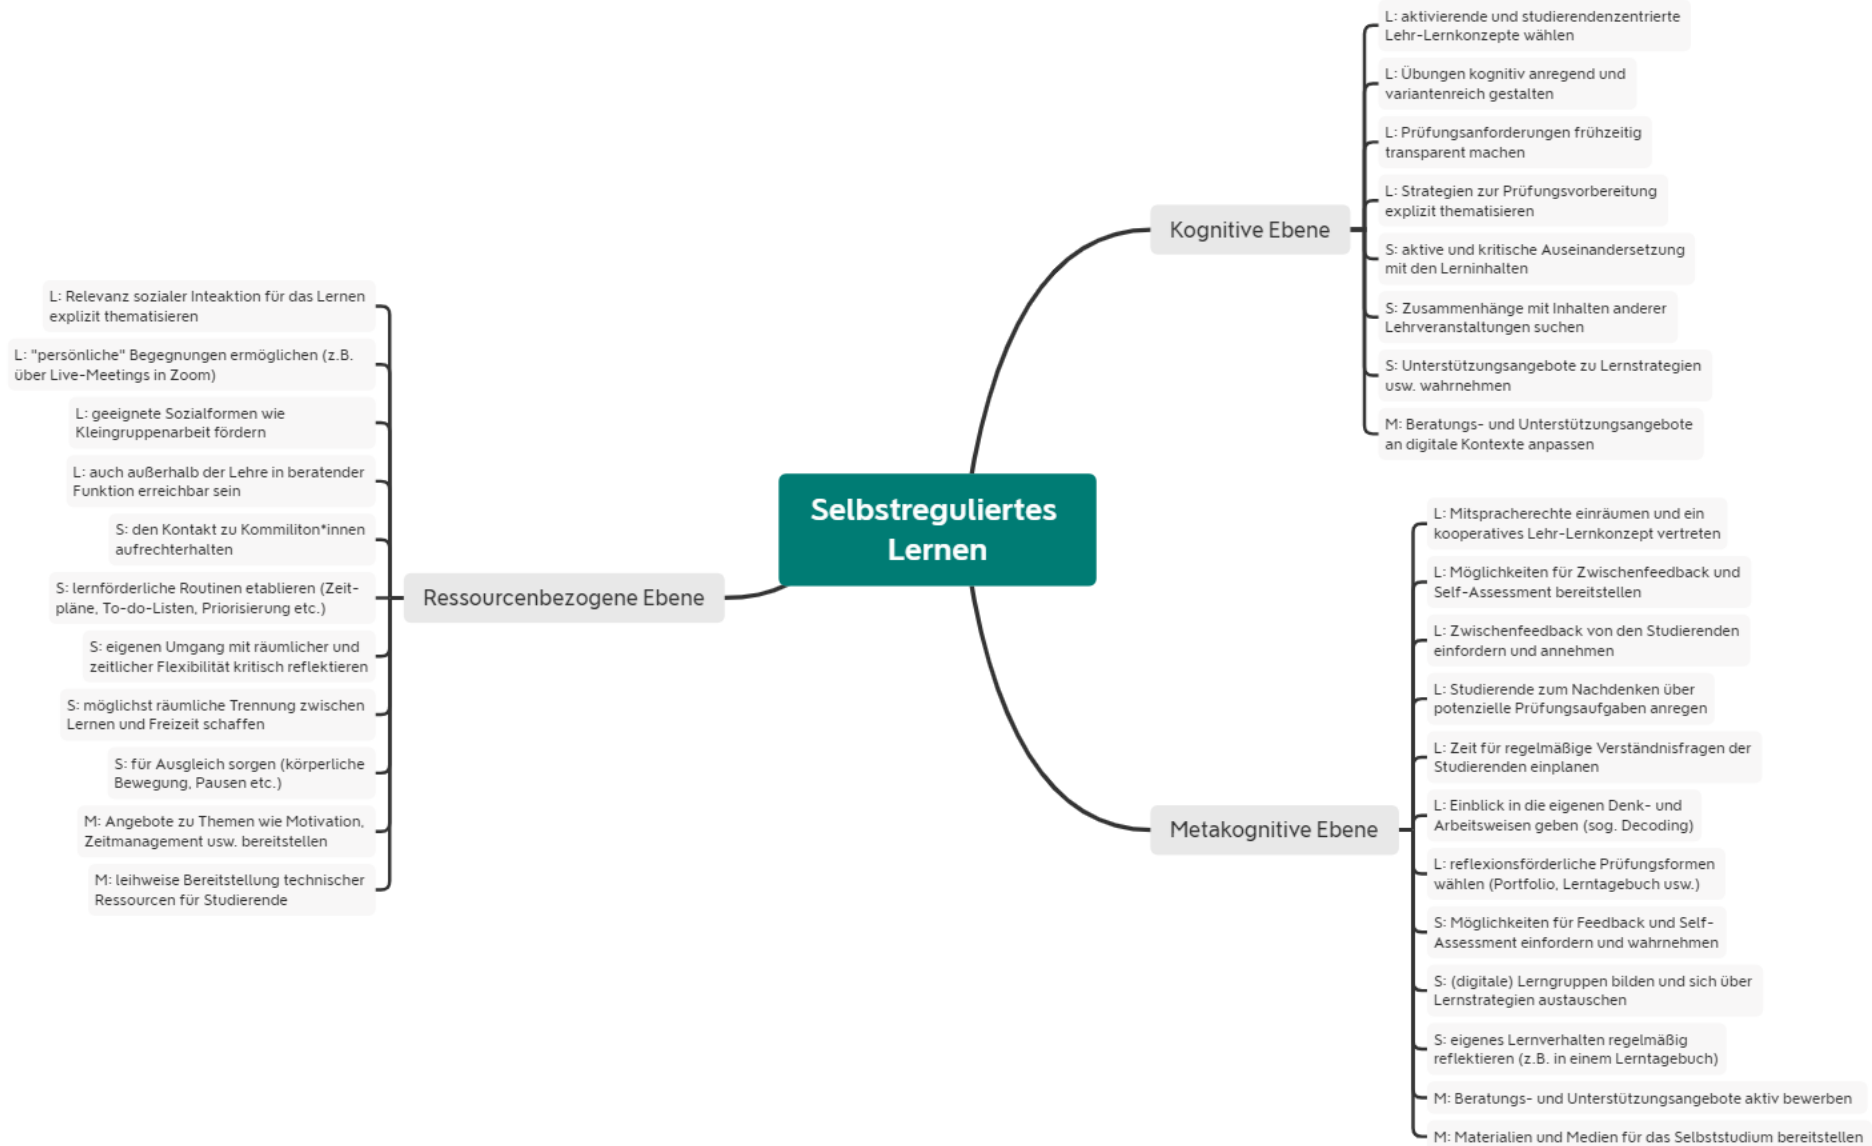 Selbstreguliertes
Lernen
Kognitive Ebene
L: aktivierende und studierendenzentrierte
Lehr-Lernkonzepte wählen
L: Übungen kognitiv anregend und
variantenreich gestalten
L: Prüfungsanforderungen frühzeitig
transparent machen
L: Strategien zur Prüfungsvorbereitung
explizit thematisieren
S: aktive und kritische Auseinandersetzung
mit den Lerninhalten
S: Zusammenhänge mit Inhalten anderer
Lehrveranstaltungen suchen
S: Unterstützungsangebote zu Lernstrategien
usw. wahrnehmen
M: Beratungs- und Unterstützungsangebote
an digitale Kontexte anpassen
Metakognitive Ebene
L: Mitspracherechte einräumen und ein
kooperatives Lehr-Lernkonzept vertreten
L: Möglichkeiten für Zwischenfeedback und
Self-Assessment bereitstellen
L: Zwischenfeedback von den Studierenden
einfordern und annehmen
L: Studierende zum Nachdenken über
potenzielle Prüfungsaufgaben anregen
L: Zeit für regelmäßige Verständnisfragen der
Studierenden einplanen
L: Einblick in die eigenen Denk- und
Arbeitsweisen geben (sog. Decoding)
L: reflexionsförderliche Prüfungsformen
wählen (Portfolio, Lerntagebuch usw.)
S: Möglichkeiten für Feedback und Self-
Assessment einfordern und wahrnehmen
S: (digitale) Lerngruppen bilden und sich über
Lernstrategien austauschen
S: eigenes Lernverhalten regelmäßig
reflektieren (z.B. in einem Lerntagebuch)
M: Beratungs- und Unterstützungsangebote aktiv bewerben
M: Materialien und Medien für das Selbststudium bereitstellen
Ressourcenbezogene Ebene
L: Relevanz sozialer Inteaktion für das Lernen
explizit thematisieren
L: "persönliche" Begegnungen ermöglichen (z.B.
über Live-Meetings in Zoom)
L: geeignete Sozialformen wie
Kleingruppenarbeit fördern
L: auch außerhalb der Lehre in beratender
Funktion erreichbar sein
S: den Kontakt zu Kommiliton*innen
aufrechterhalten
S: lernförderliche Routinen etablieren (Zeit-
pläne, To-do-Listen, Priorisierung etc.)
S: eigenen Umgang mit räumlicher und
zeitlicher Flexibilität kritisch reflektieren
S: möglichst räumliche Trennung zwischen
Lernen und Freizeit schaffen
S: für Ausgleich sorgen (körperliche
Bewegung, Pausen etc.)
M: Angebote zu Themen wie Motivation,
Zeitmanagement usw. bereitstellen
M: leihweise Bereitstellung technischer
Ressourcen für Studierende